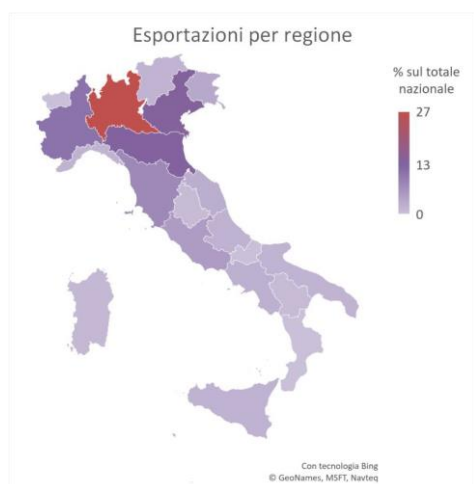 Esportazioni per regione
% sul totale
nazionale
27
13
0
Con tecnologia Bing
© GeoNames, MSFT, Navteq